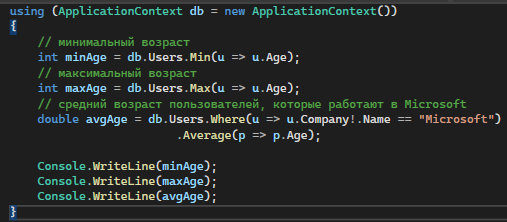 using (ApplicationContext db = new ApplicationContext())
{
    // минимальный возраст
    int minAge = db.Users.Min(u => u.Age);
    // максимальный возраст
    int maxAge = db.Users.Max(u => u.Age);
    // средний возраст пользователей, которые работают в Microsoft
    double avgAge = db.Users.Where(u => u.Company!.Name == "Microsoft")
                    .Average(p => p.Age);

    Console.WriteLine(minAge);
    Console.WriteLine(maxAge);
    Console.WriteLine(avgAge);
}